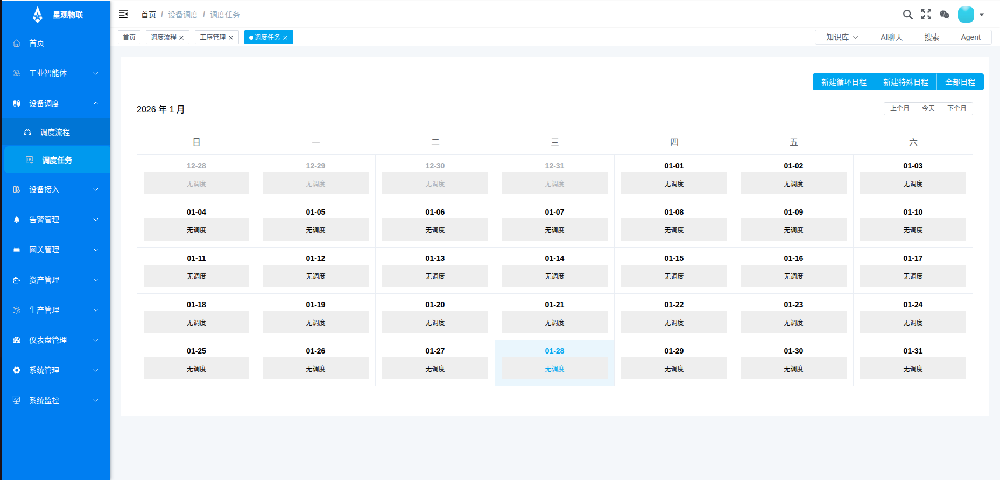 星观物联
首页
工业智能体
设备调度
调度流程
调度任务
设备接入
告警管理
网关管理
资产管理
生产管理
仪表盘管理
系统管理
系统监控
首页 / 设备调度 / 调度任务
首页 调度流程 工序管理 调度任务
知识库 AI聊天 搜索 Agent
新建循环日程 新建特殊日程 全部日程
2026 年 1 月
上个月 今天 下个月
日 一 二 三 四 五 六
12-28 12-29 12-30 12-31 01-01 01-02 01-03
无调度 无调度 无调度 无调度 无调度 无调度 无调度
01-04 01-05 01-06 01-07 01-08 01-09 01-10
无调度 无调度 无调度 无调度 无调度 无调度 无调度
01-11 01-12 01-13 01-14 01-15 01-16 01-17
无调度 无调度 无调度 无调度 无调度 无调度 无调度
01-18 01-19 01-20 01-21 01-22 01-23 01-24
无调度 无调度 无调度 无调度 无调度 无调度 无调度
01-25 01-26 01-27 01-28 01-29 01-30 01-31
无调度 无调度 无调度 无调度 无调度 无调度 无调度